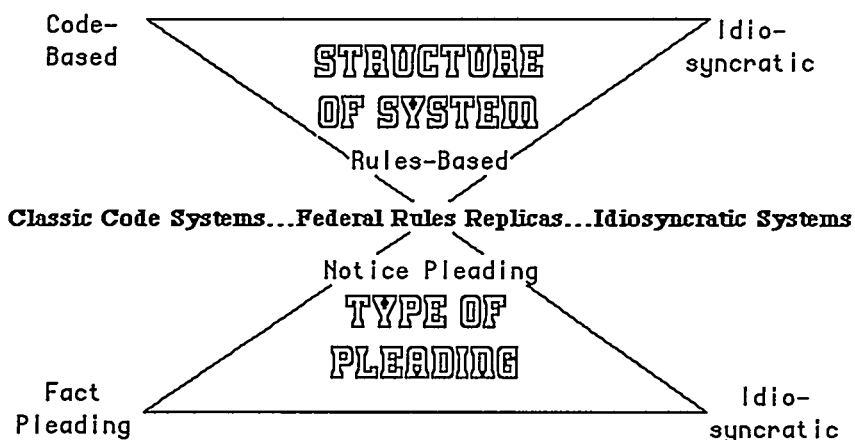 Code-
Based
Idio-
syncratic
STRUCTURE
OF SYSTEM
Rules-Based
Classic Code Systems...Federal Rules Replicas...Idiosyncratic Systems
Notice Pleading
TYPE OF
PLEADING
Fact
Pleading
Idio-
syncratic